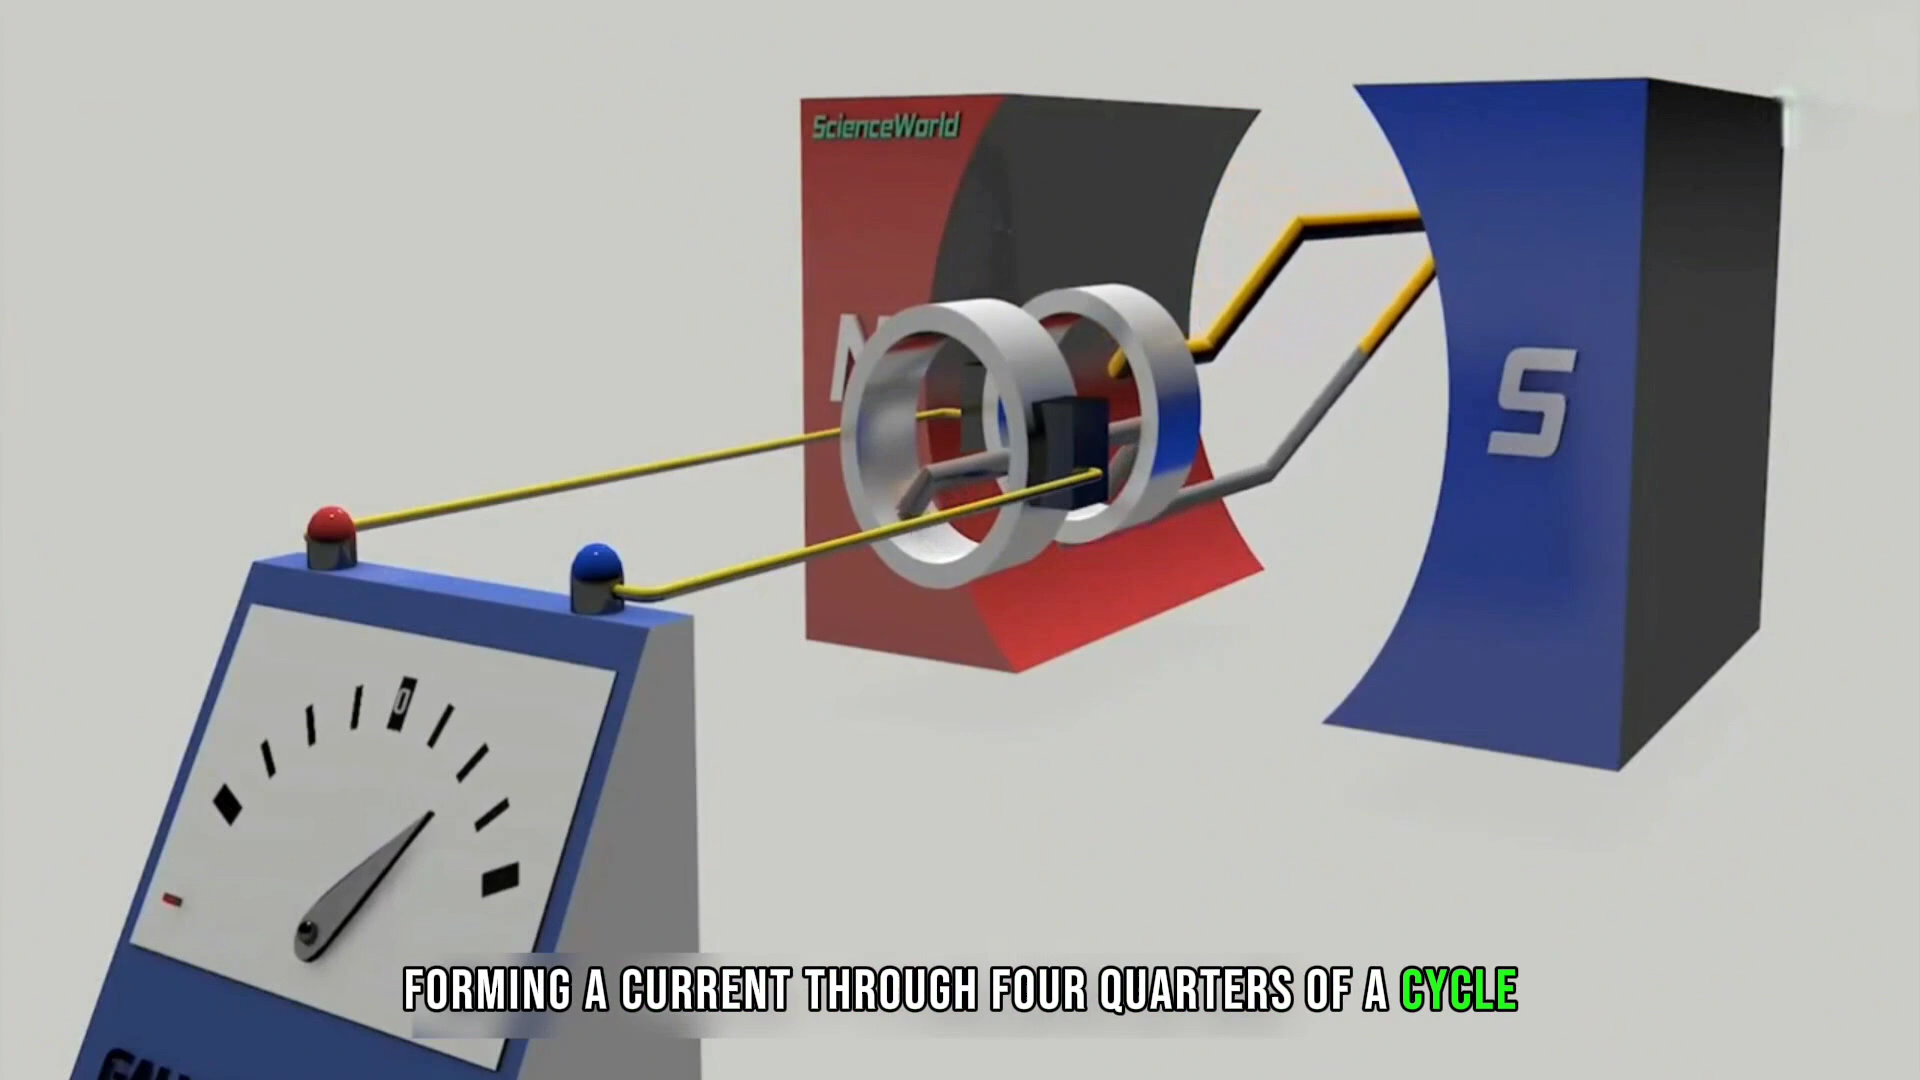 ScienceWorld
N
S
0
FORMING A CURRENT THROUGH FOUR QUARTERS OF A CYCLE